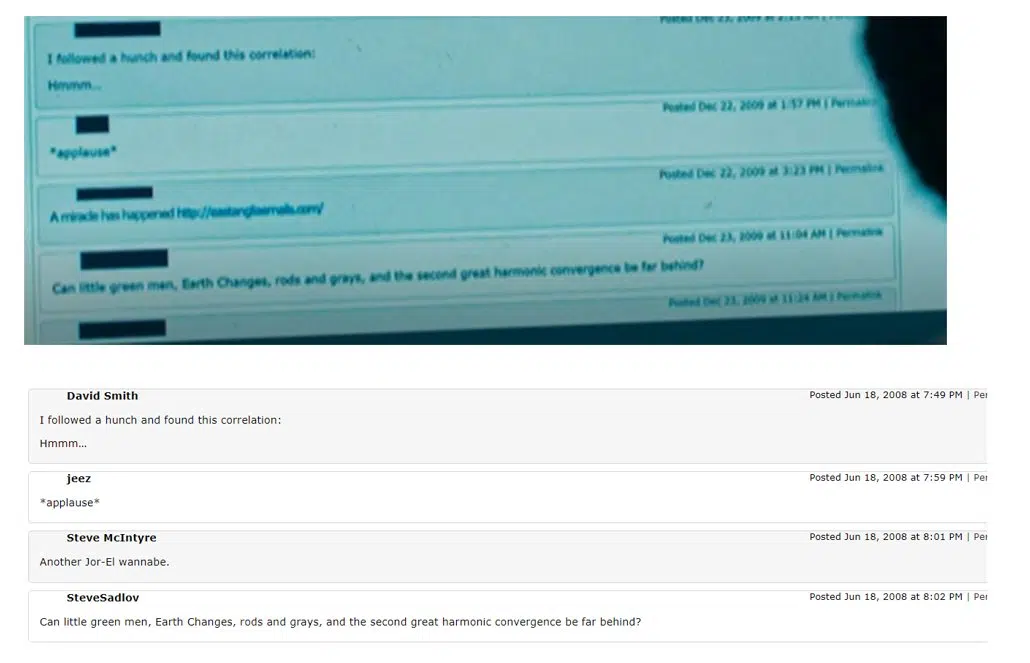 Posted Dec 23, 2009 at 2:15 AM | Perma
I followed a hunch and found this correlation:
Hmmm...
Posted Dec 22, 2009 at 1:57 PM | Permalink
*applause*
Posted Dec 22, 2009 at 3:23 PM | Permalink
A miracle has happened http://eastangliaemails.com/
Posted Dec 23, 2009 at 11:04 AM | Permalink
Can little green men, Earth Changes, rods and grays, and the second great harmonic convergence be far behind?
Posted Dec 23, 2009 at 11:24 AM | Permalink
David Smith Posted Jun 18, 2008 at 7:49 PM | Per
I followed a hunch and found this correlation:
Hmmm...
jeez Posted Jun 18, 2008 at 7:59 PM | Per
*applause*
Steve McIntyre Posted Jun 18, 2008 at 8:01 PM | Per
Another Jor-El wannabe.
SteveSadlov Posted Jun 18, 2008 at 8:02 PM | Per
Can little green men, Earth Changes, rods and grays, and the second great harmonic convergence be far behind?